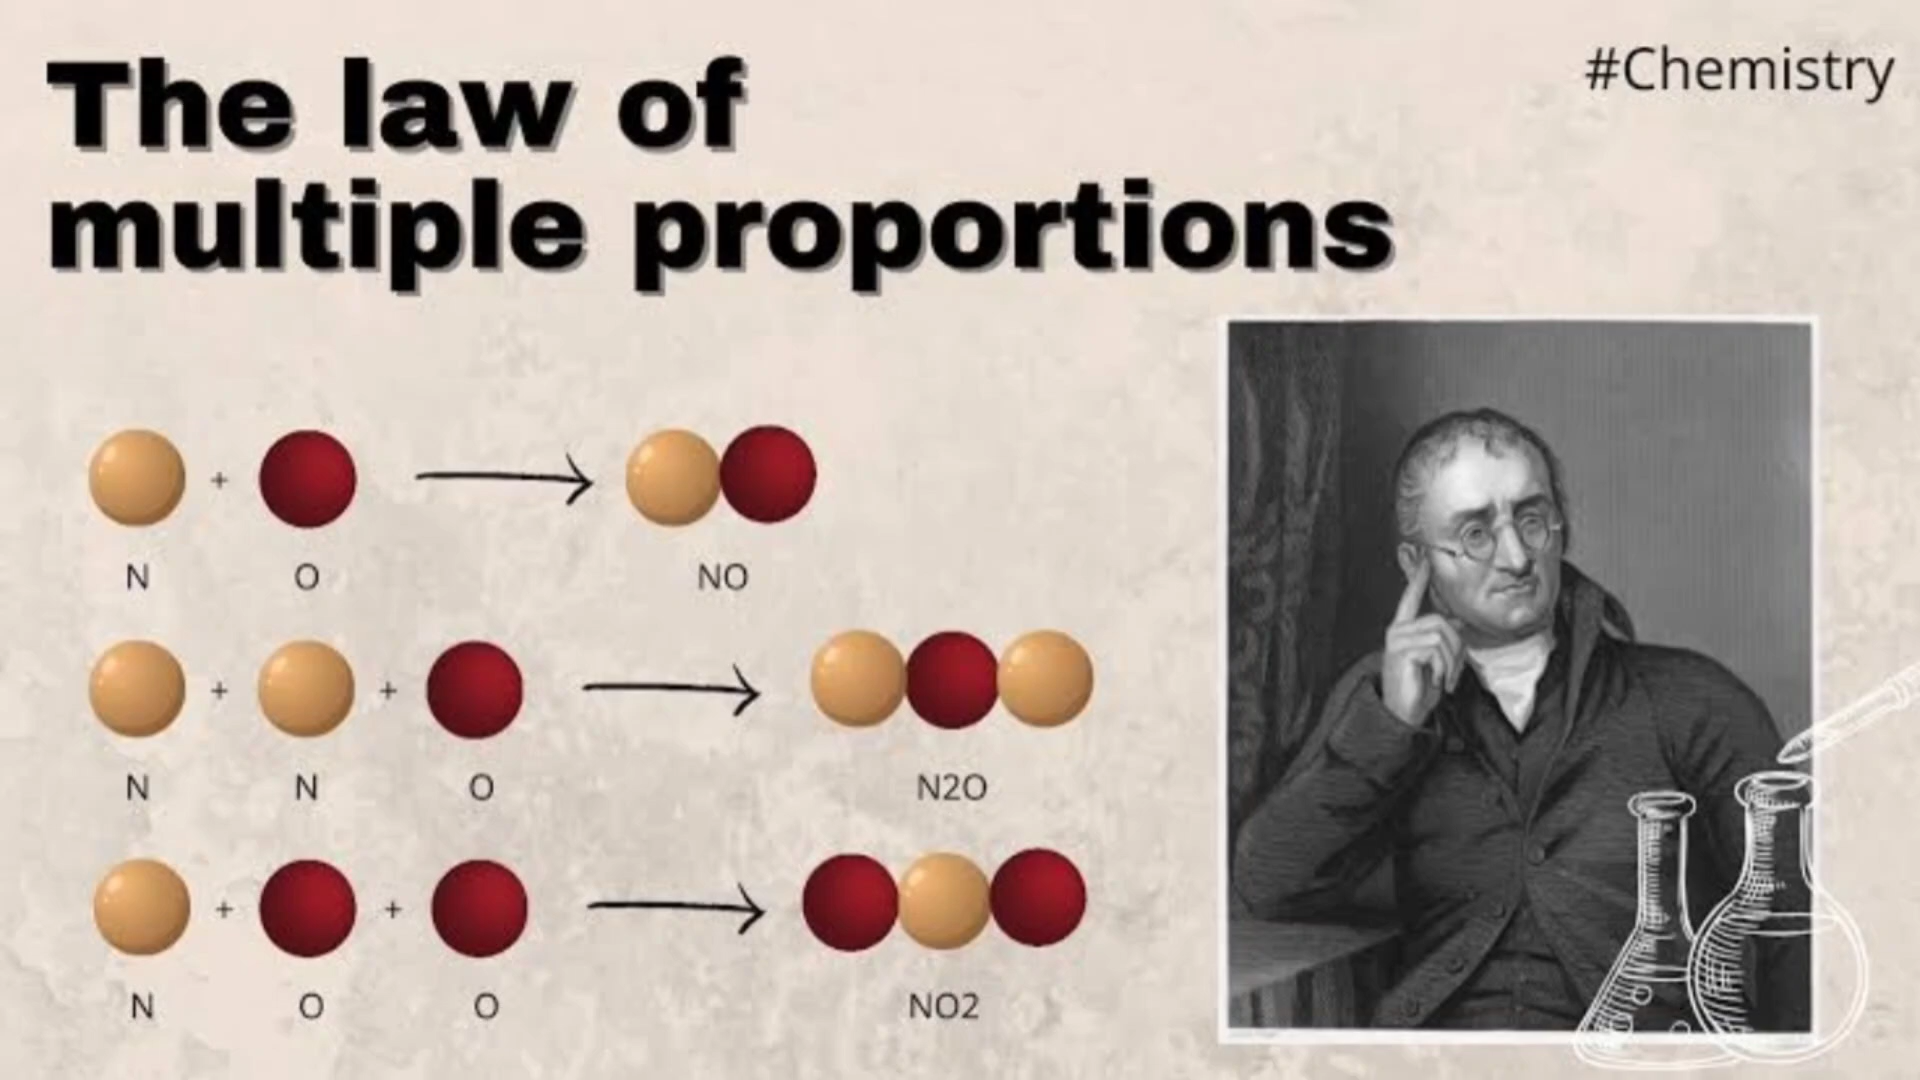 The law of
multiple proportions
#Chemistry
N + O NO
N + N + O N2O
N + O + O NO2